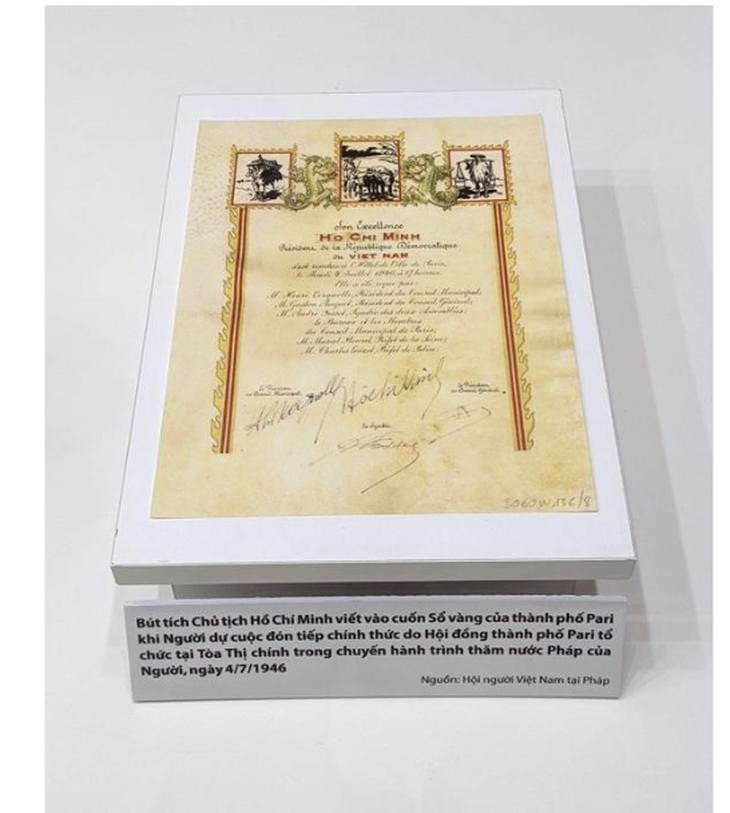 Son Excellence
HO CHI MINH
Président de la République Démocratique
du VIET NAM
s'est rendue à l'Hôtel de Ville de Paris,
le Jeudi 4 Juillet 1946, à 17 heures.
Elle a été reçue par:
M. Henri Vergnolle, Président du Conseil Municipal;
M. Gaston Président du Conseil Général;
M. André Syndic des deux Assemblées;
le Bureau et les Membres
du Conseil Municipal de Paris;
M. Marcel Flouret, Préfet de la Seine;
M. Charles Luizet, Préfet de Police;
Le Président
du Conseil Municipal,
Le Président
du Conseil Général,
Hồ Chí Minh
Le Syndic
2060W136/8
Bút tích Chủ tịch Hồ Chí Minh viết vào cuốn Sổ vàng của thành phố Pari
khi Người dự cuộc đón tiếp chính thức do Hội đồng thành phố Pari tổ
chức tại Tòa Thị chính trong chuyến hành trình thăm nước Pháp của
Người, ngày 4/7/1946
Nguồn: Hội người Việt Nam tại Pháp